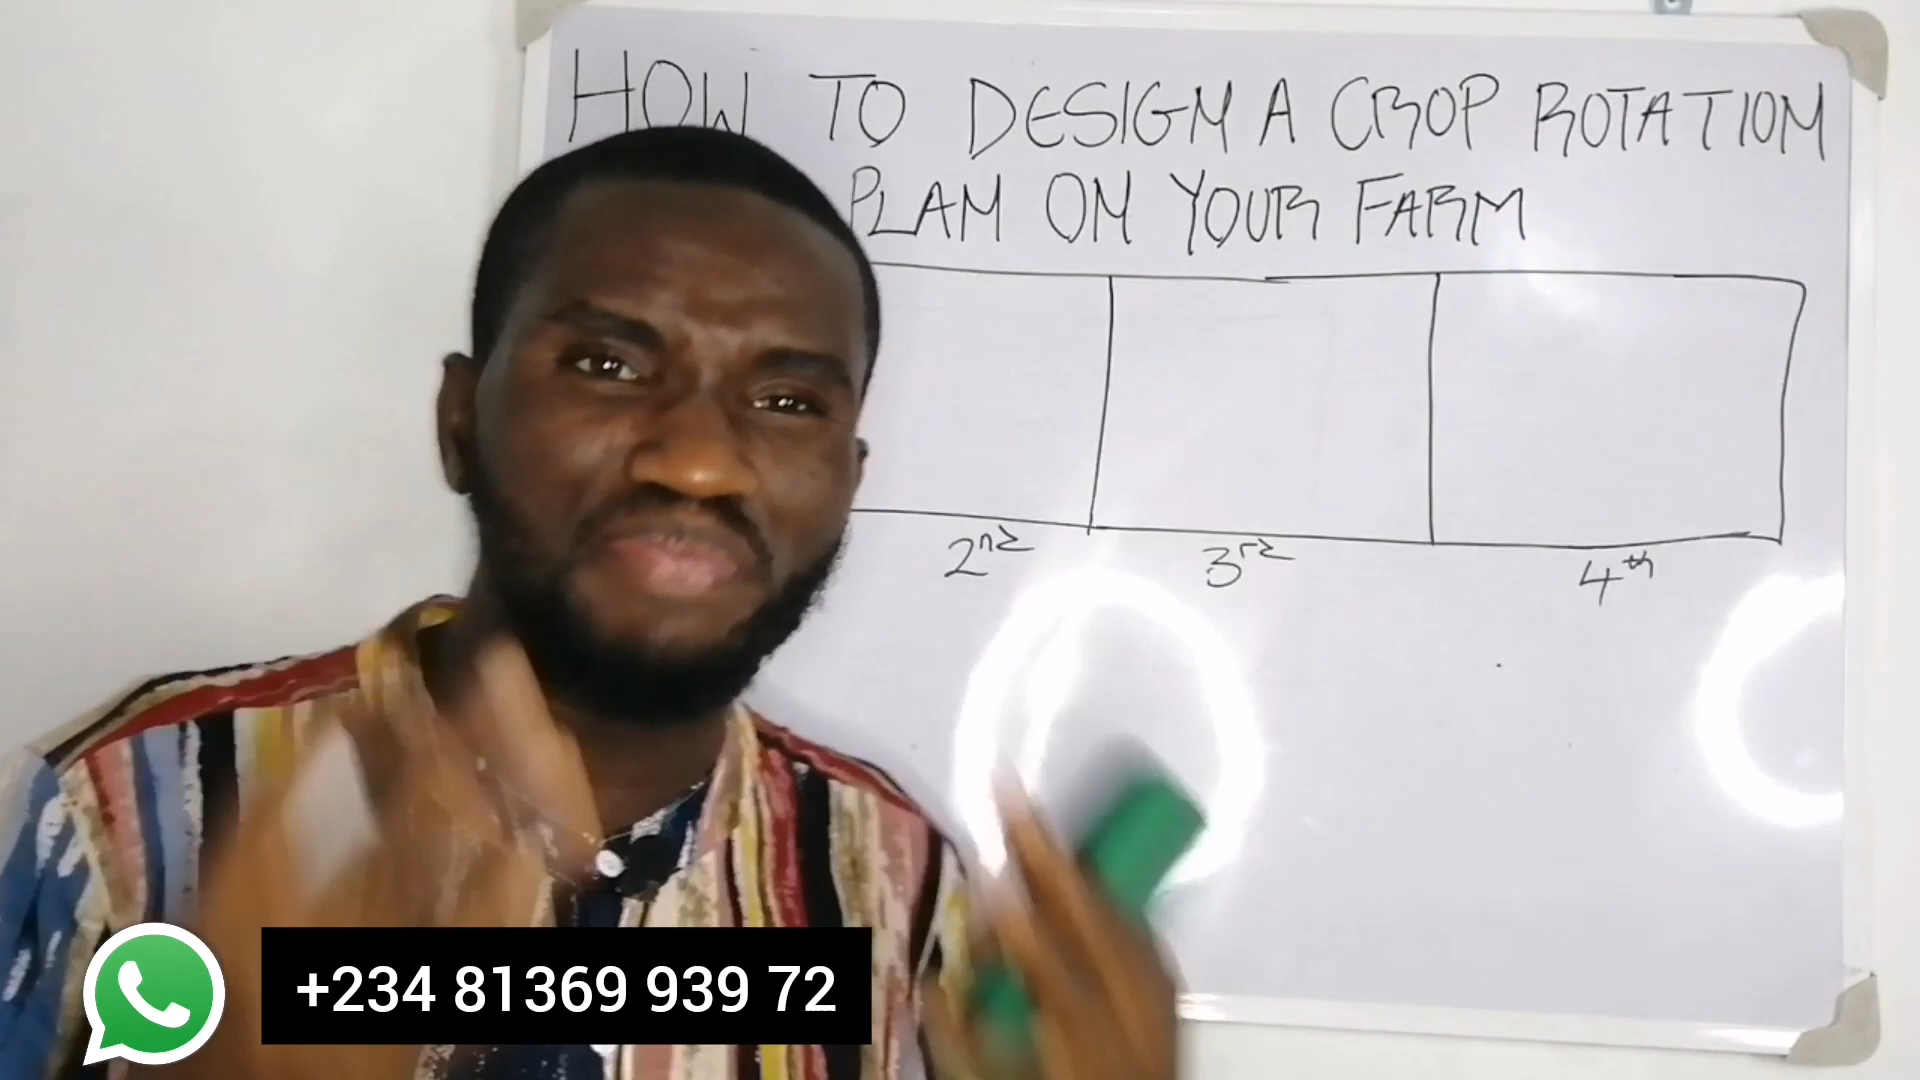 HOW TO DESIGN A CROP ROTATION
PLAN ON YOUR FARM
2nd
3rd
4th
+234 81369 939 72